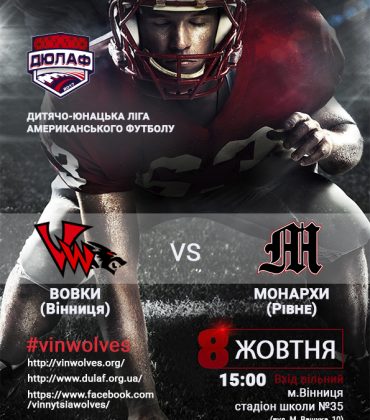 ДЮЛАФ
ДИТЯЧО-ЮНАЦЬКА ЛІГА
АМЕРИКАНСЬКОГО ФУТБОЛУ
W
VS
M
ВОВКИ
(Вінниця)
МОНАРХИ
(Рівне)
#vinwolves
http://vinwolves.org/
http://www.dulaf.org.ua/
https://www.facebook.com/
vinnytsiawolves/
8 ЖОВТНЯ
15:00 Вхід вільний
м.Вінниця
стадіон школи №35